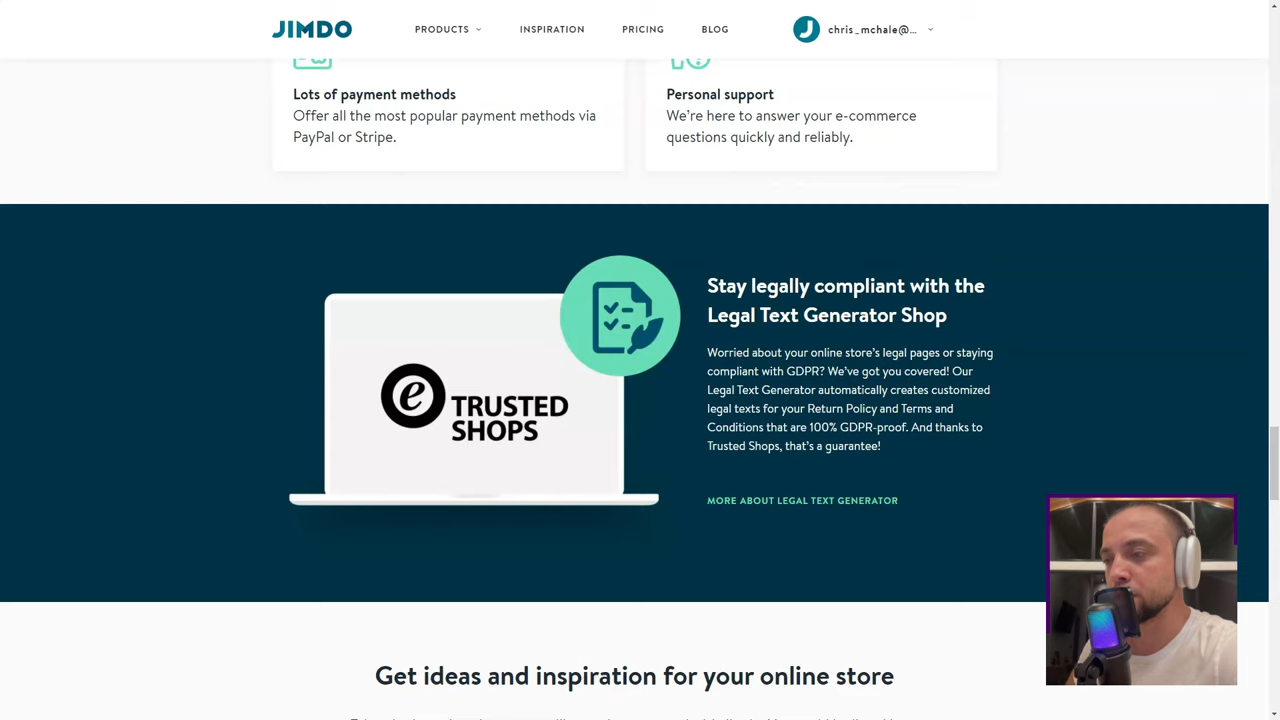 JIMDO
PRODUCTS
INSPIRATION
PRICING
BLOG
chris_mchale@...
Lots of payment methods
Offer all the most popular payment methods via
PayPal or Stripe.
Personal support
We're here to answer your e-commerce
questions quickly and reliably.
e TRUSTED
SHOPS
Stay legally compliant with the
Legal Text Generator Shop
Worried about your online store's legal pages or staying
compliant with GDPR? We've got you covered! Our
Legal Text Generator automatically creates customized
legal texts for your Return Policy and Terms and
Conditions that are 100% GDPR-proof. And thanks to
Trusted Shops, that's a guarantee!
MORE ABOUT LEGAL TEXT GENERATOR
Get ideas and inspiration for your online store